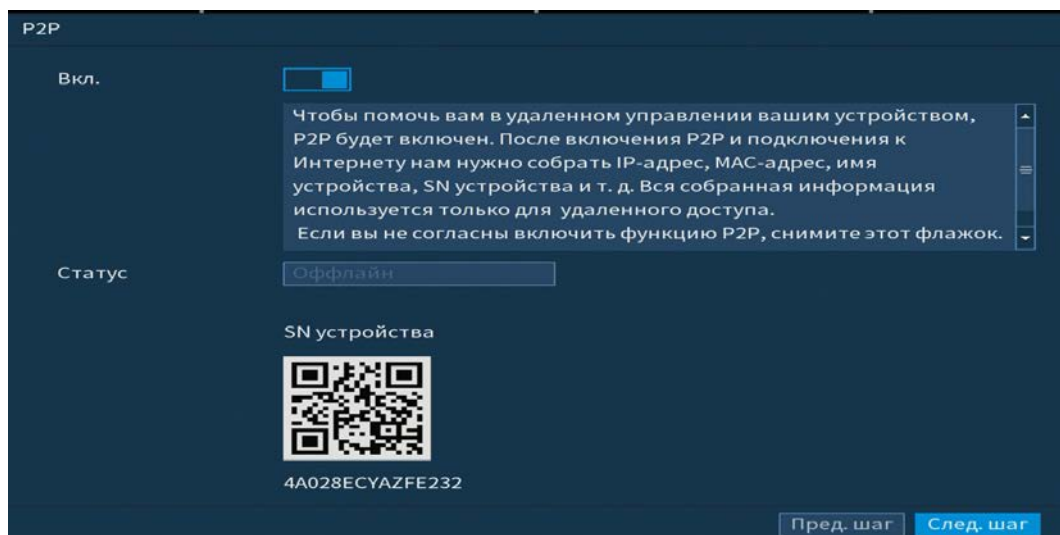 P2P
Вкл.
Чтобы помочь вам в удаленном управлении вашим устройством,
P2P будет включен. После включения P2P и подключения к
Интернету нам нужно собрать IP-адрес, MAC-адрес, имя
устройства, SN устройства и т. д. Вся собранная информация
используется только для удаленного доступа.
Если вы не согласны включить функцию P2P, снимите этот флажок.
Статус
Оффлайн
SN устройства
4A028ECYAZFE232
Пред. шаг
След. шаг